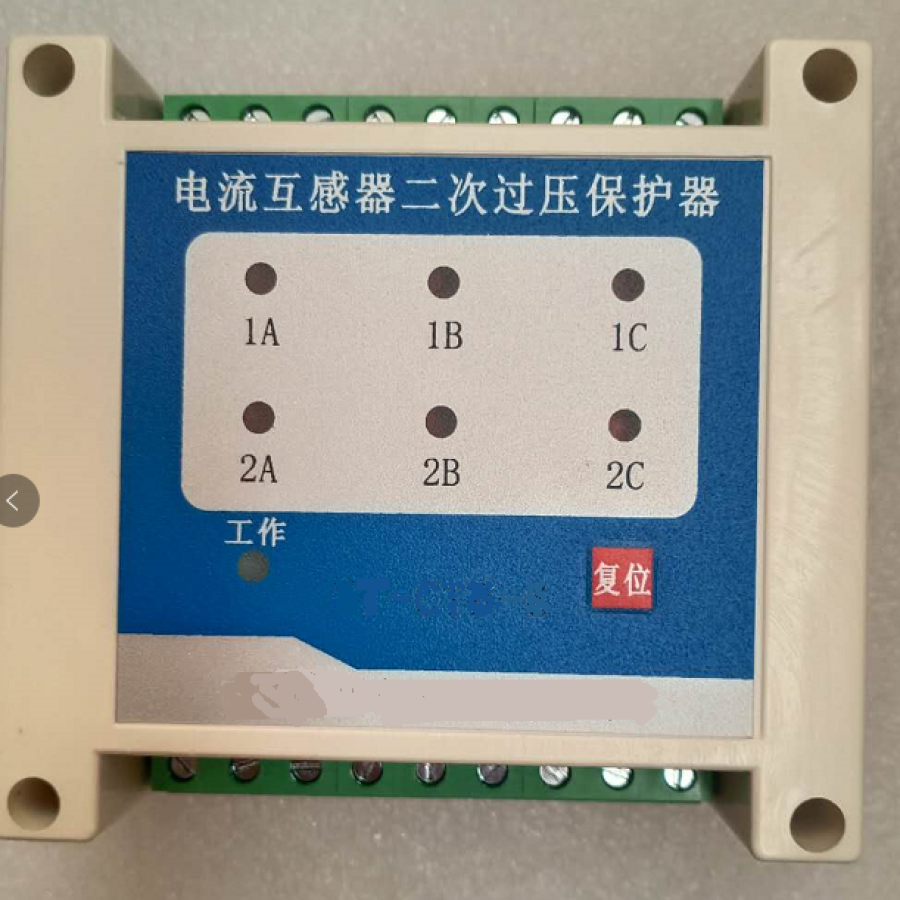 电流互感器二次过压保护器
1A 1B 1C
2A 2B 2C
工作
复位